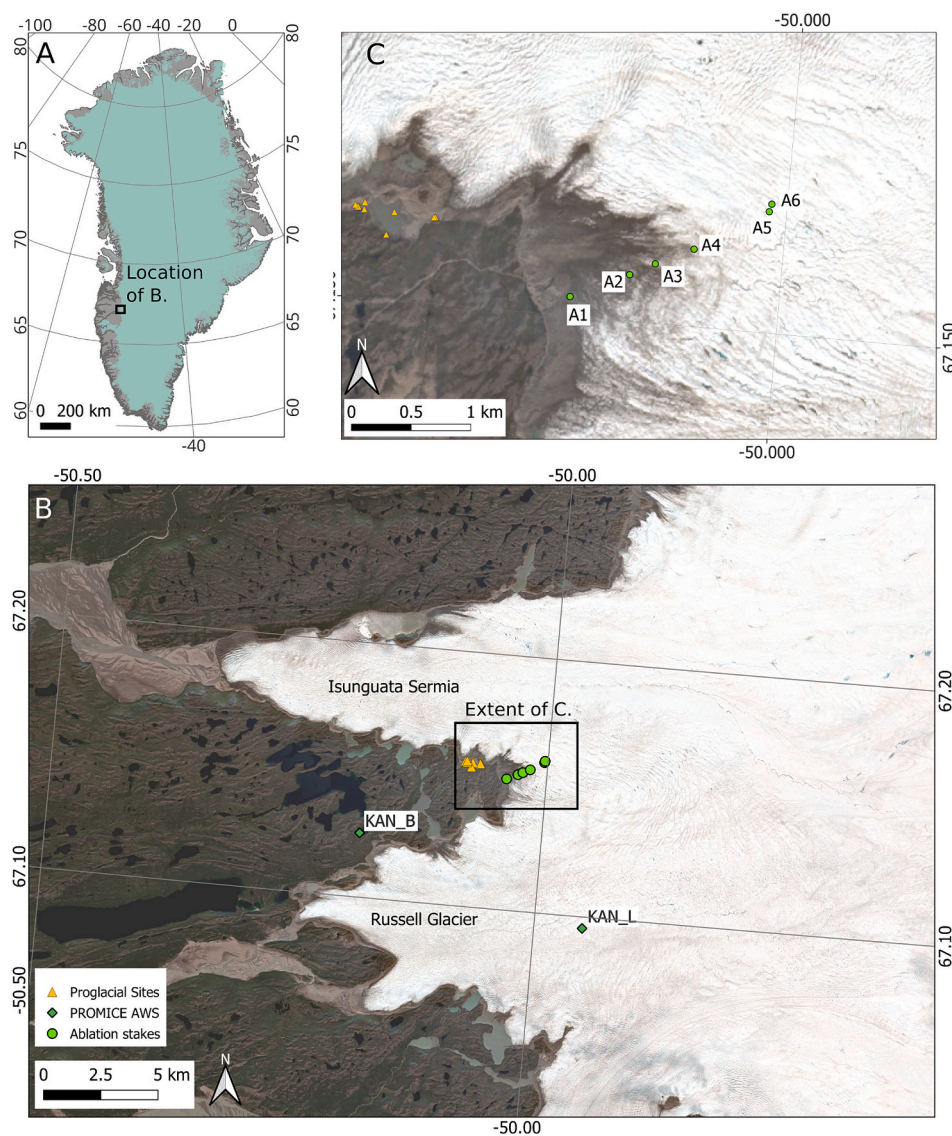 -100 -80 -60 -40 -20 0
80
80
A
75
75
70
70
Location
of B.
65
65
60
60
0 200 km
-40
-50.000
C
A6
A5
A4
A3
A2
A1
67.150
N
0 0.5 1 km
-50.000
-50.50
-50.00
B
67.20
67.20
Isunguata Sermia
Extent of C.
KAN_B
67.10
67.10
Russell Glacier
KAN_L
-50.50
Proglacial Sites
PROMICE AWS
Ablation stakes
N
0 2.5 5 km
-50.00